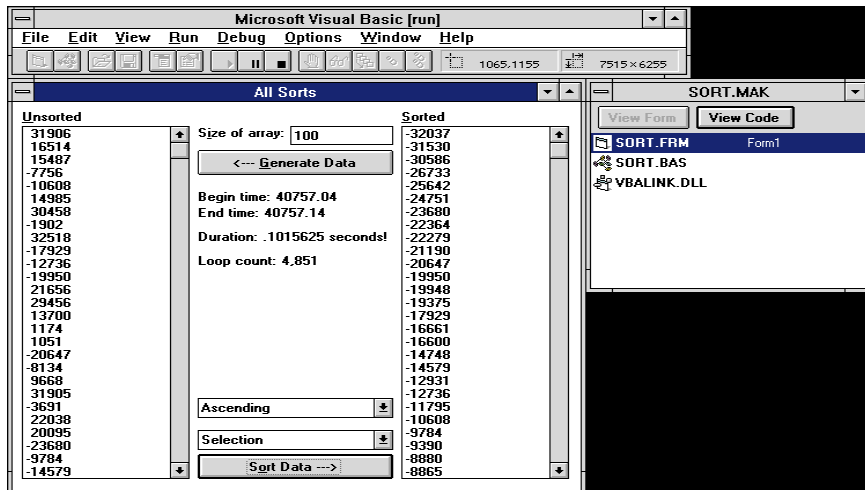 Microsoft Visual Basic [run]
File Edit View Run Debug Options Window Help
1065,1155 7515×6255
All Sorts
Unsorted
31906
16514
15487
-7756
-10608
14985
30458
-1902
32518
-17929
-12736
-19950
21656
29456
13700
1174
1051
-20647
-8134
9668
31905
-3691
22038
20095
-23680
-9784
-14579
Size of array: 100
<--- Generate Data
Begin time: 40757.04
End time: 40757.14
Duration: .1015625 seconds!
Loop count: 4,851
Ascending
Selection
Sort Data --->
Sorted
-32037
-31530
-30586
-26733
-25642
-24751
-23680
-22364
-22279
-21190
-20647
-19950
-19948
-19375
-17929
-16661
-16600
-14748
-14579
-12931
-12736
-11795
-10608
-9784
-9390
-8880
-8865
SORT.MAK
View Form View Code
SORT.FRM Form1
SORT.BAS
VBALINK.DLL